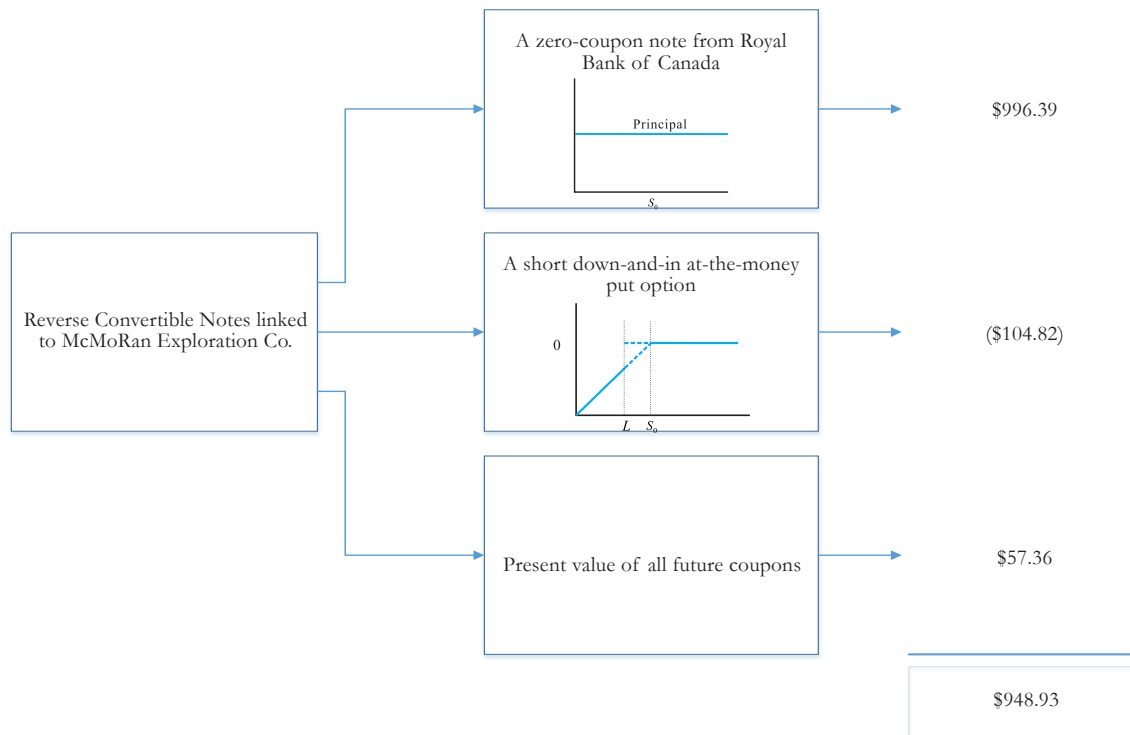 A zero-coupon note from Royal
Bank of Canada
Principal
S₀
$996.39
Reverse Convertible Notes linked
to McMoRan Exploration Co.
A short down-and-in at-the-money
put option
0
L S₀
($104.82)
Present value of all future coupons
$57.36
$948.93